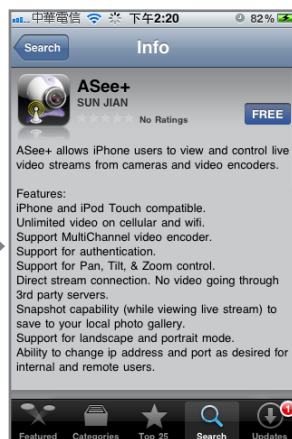 中華電信 下午2:20 82%
Search Info
ASee+
SUN JIAN
No Ratings
FREE
ASee+ allows iPhone users to view and control live
video streams from cameras and video encoders.
Features:
iPhone and iPod Touch compatible.
Unlimited video on cellular and wifi.
Support MultiChannel video encoder.
Support for authentication.
Support for Pan, Tilt, & Zoom control.
Direct stream connection. No video going through
3rd party servers.
Snapshot capability (while viewing live stream) to
save to your local photo gallery.
Support for landscape and portrait mode.
Ability to change ip address and port as desired for
internal and remote users.
1
Featured Categories Top 25 Search Updates